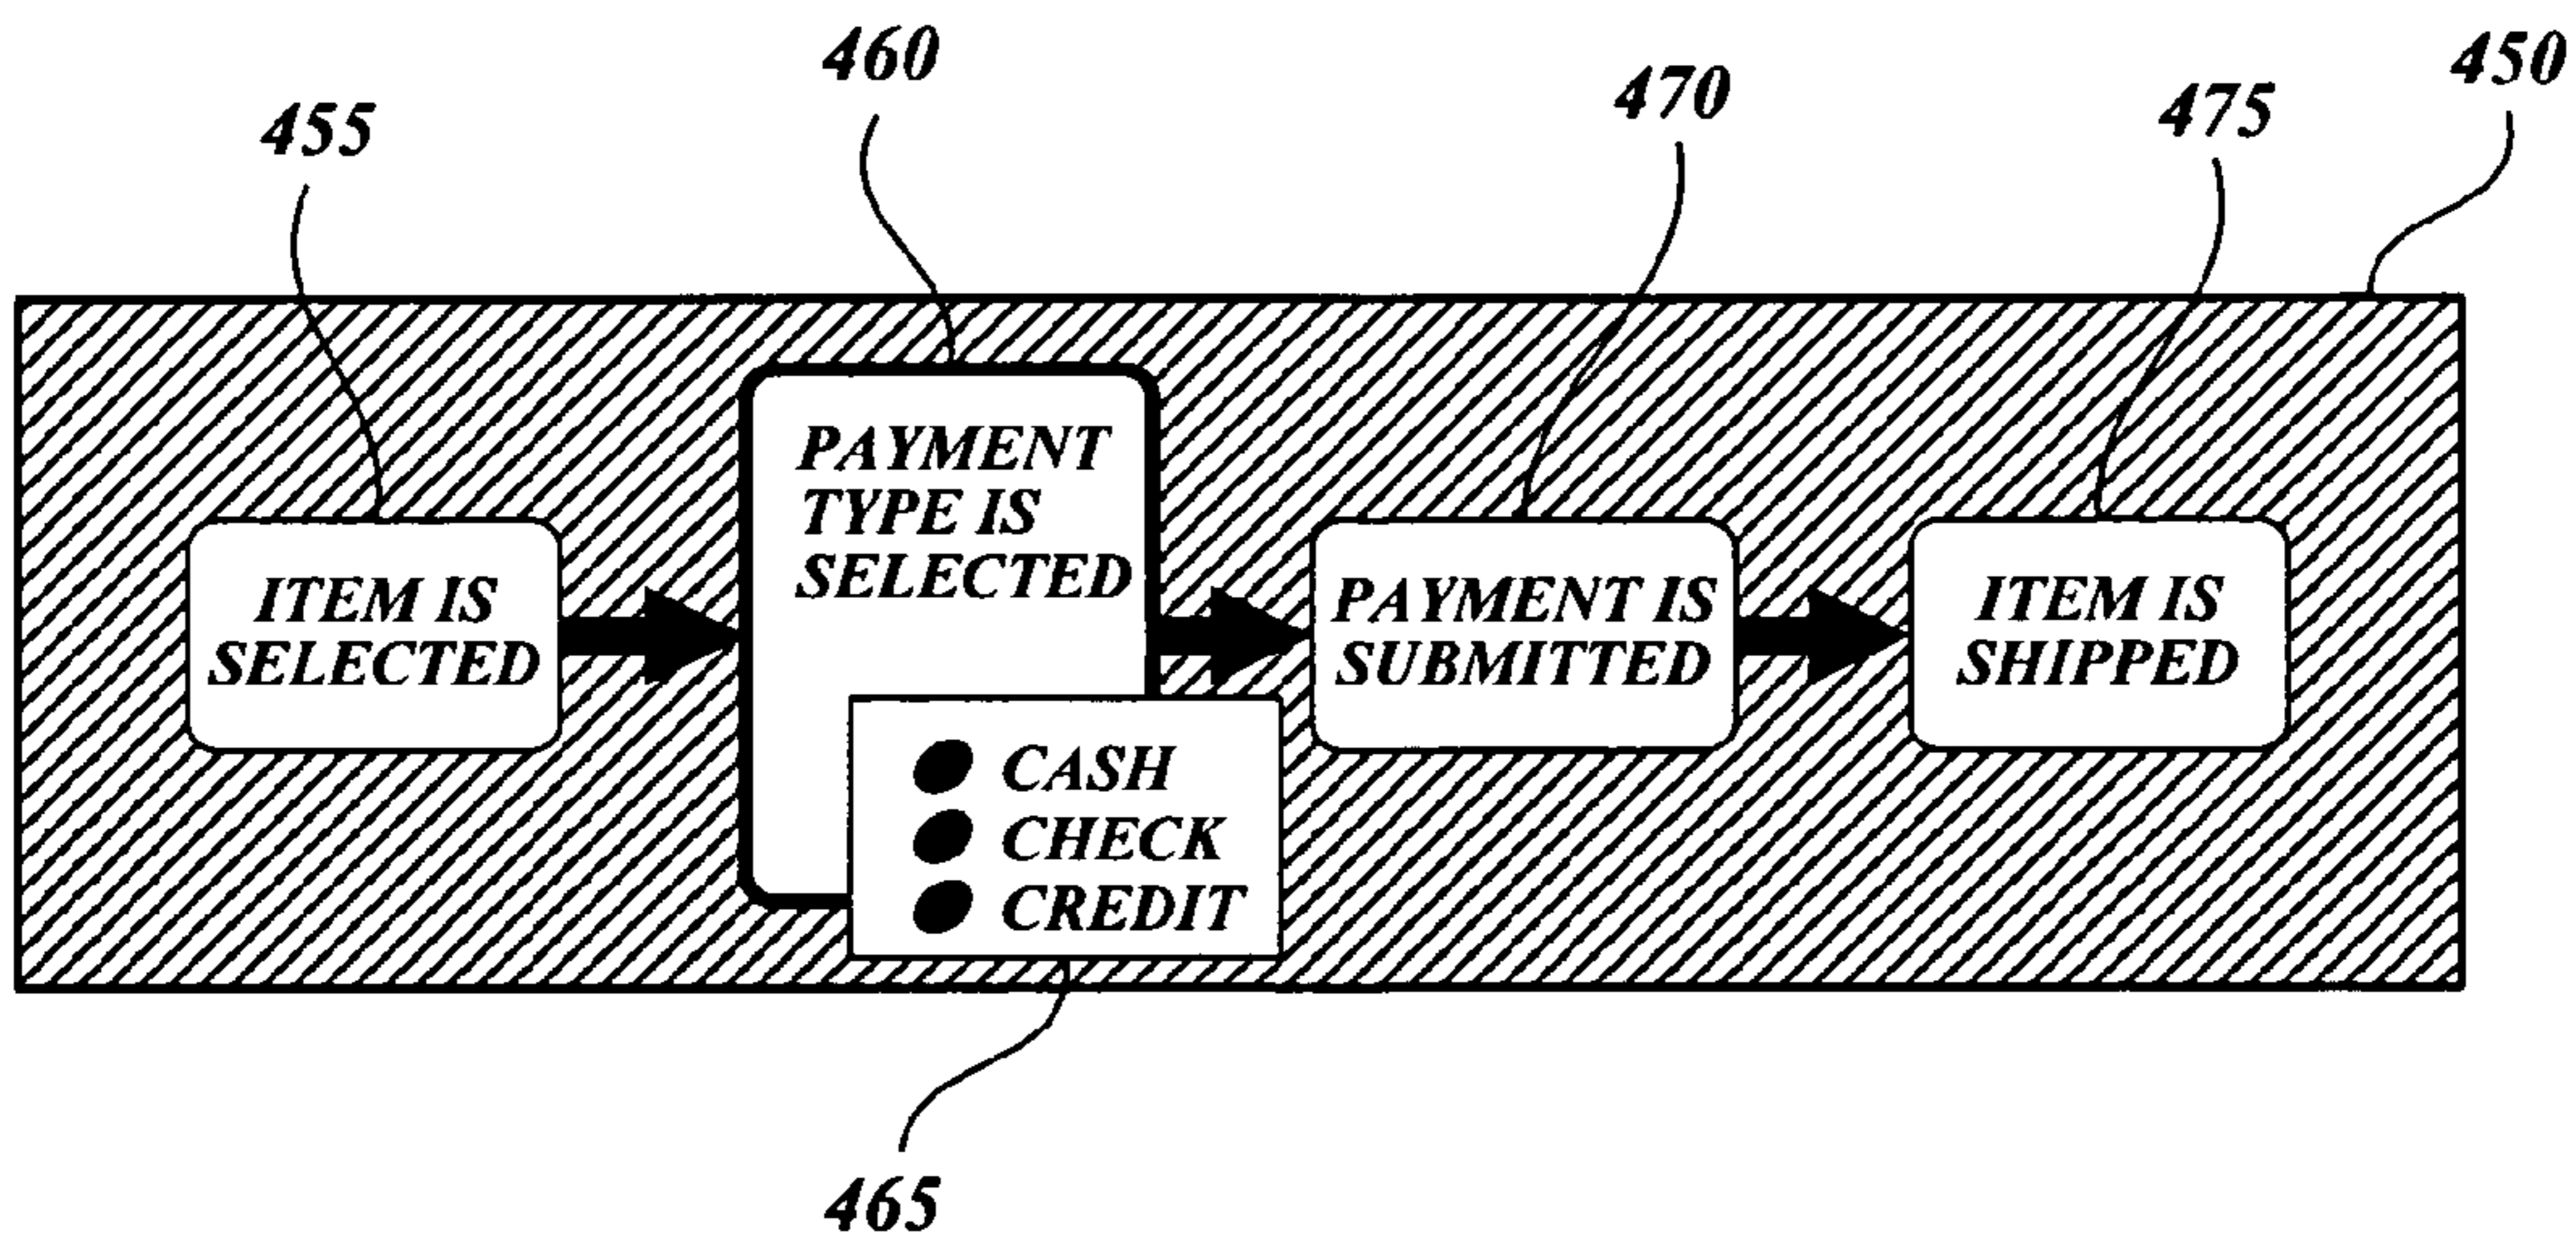 460
450
470
475
455
PAYMENT
TYPE IS
SELECTED
ITEM IS
SELECTED
PAYMENT IS
SUBMITTED
ITEM IS
SHIPPED
● CASH
● CHECK
● CREDIT
465